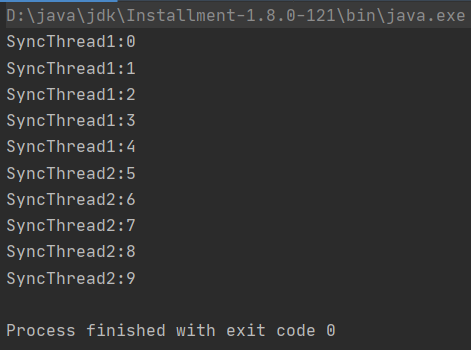 D:\java\jdk\Installment-1.8.0-121\bin\java.exe
SyncThread1:0
SyncThread1:1
SyncThread1:2
SyncThread1:3
SyncThread1:4
SyncThread2:5
SyncThread2:6
SyncThread2:7
SyncThread2:8
SyncThread2:9
Process finished with exit code 0